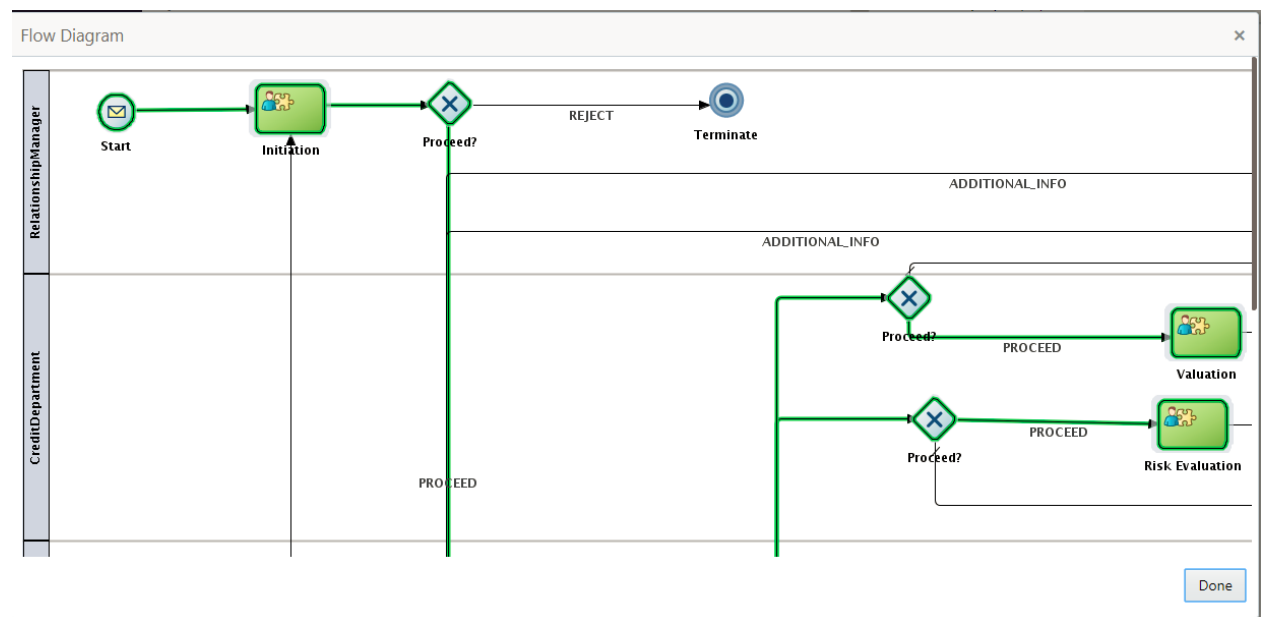 Flow Diagram
×
RelationshipManager
Start
Initiation
Proceed?
REJECT
Terminate
ADDITIONAL_INFO
ADDITIONAL_INFO
CreditDepartment
Proceed?
PROCEED
Valuation
Proceed?
PROCEED
Risk Evaluation
PROCEED
Done